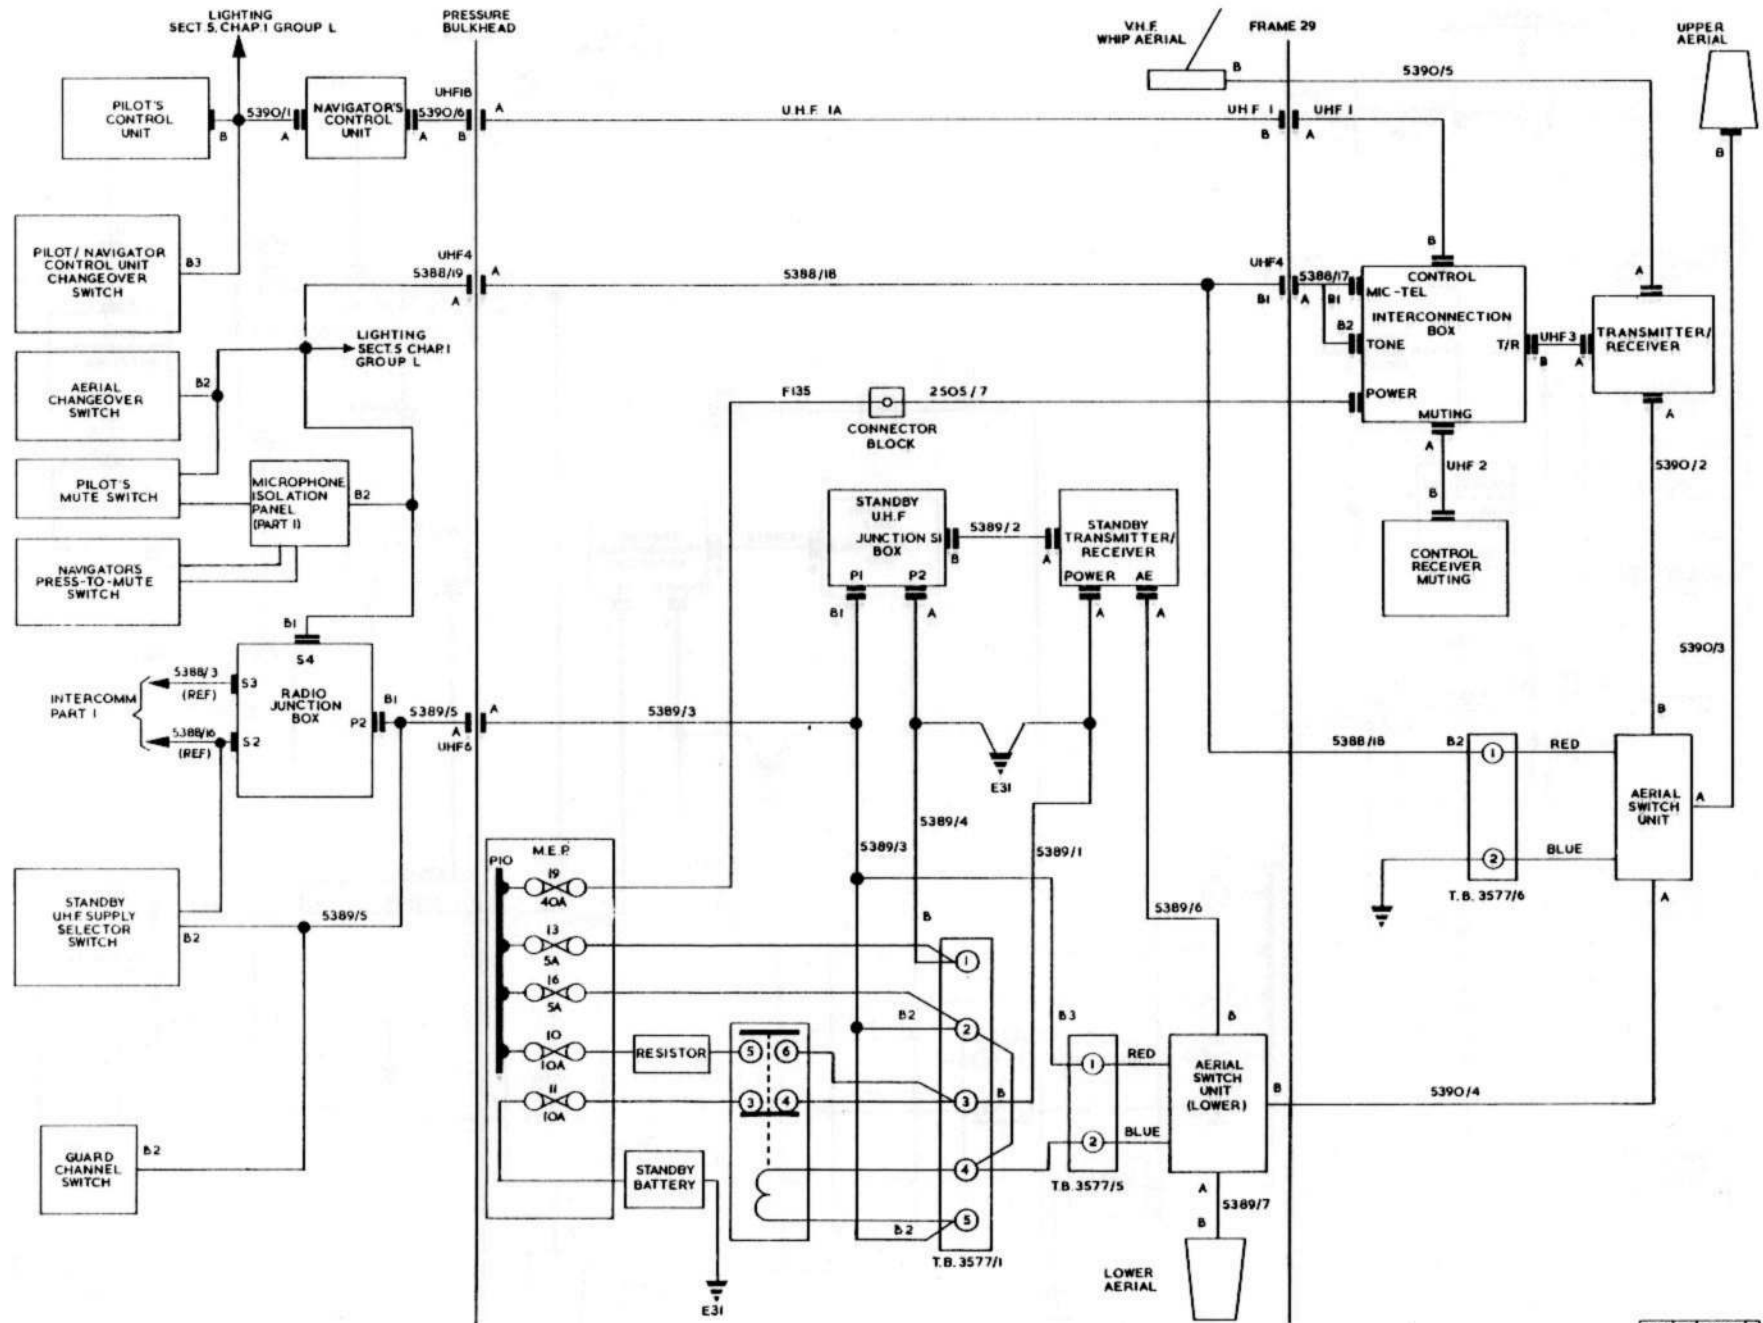 LIGHTING
SECT.5, CHAP.1 GROUP L
PRESSURE
BULKHEAD
V.H.F.
WHIP AERIAL
FRAME 29
UPPER
AERIAL
B
5390/5
PILOT'S
CONTROL
UNIT
B
5390/1
A
NAVIGATOR'S
CONTROL
UNIT
5390/6
A
UHF18
B
A
U.H.F. 1A
UHF 1
B
UHF 1
A
B
PILOT/NAVIGATOR
CONTROL UNIT
CHANGEOVER
SWITCH
B3
UHF4
5388/19
A
A
5388/18
UHF4
B1
A
5388/17
B1
B2
B
CONTROL
MIC-TEL
INTERCONNECTION
BOX
TONE
T/R
POWER
MUTING
UHF3
B
A
A
TRANSMITTER/
RECEIVER
A
LIGHTING
SECT.5 CHAP.1
GROUP L
AERIAL
CHANGEOVER
SWITCH
B2
F135
2505/7
CONNECTOR
BLOCK
A
UHF 2
B
CONTROL
RECEIVER
MUTING
5390/2
5390/3
PILOT'S
MUTE SWITCH
MICROPHONE
ISOLATION
PANEL
(PART 1)
B2
NAVIGATORS
PRESS-TO-MUTE
SWITCH
STANDBY
U.H.F
JUNCTION S1
BOX
P1
P2
B
5389/2
A
STANDBY
TRANSMITTER/
RECEIVER
POWER
AE
B1
A
A
A
B1
S4
S3
RADIO
JUNCTION
BOX
P2
S2
INTERCOMM
PART 1
5388/3
(REF)
5388/16
(REF)
B1
5389/5
A
UHF6
A
5389/3
E31
5388/18
B2
1
RED
2
BLUE
T.B. 3577/6
B
AERIAL
SWITCH
UNIT
A
A
STANDBY
U.H.F. SUPPLY
SELECTOR
SWITCH
B2
5389/5
GUARD
CHANNEL
SWITCH
B2
M.E.P.
P10
19
40A
13
5A
16
5A
10
10A
11
10A
RESISTOR
STANDBY
BATTERY
E31
5
6
3
4
5389/3
5389/4
5389/1
5389/6
B
B2
B
B2
1
2
3
4
5
T.B. 3577/1
B3
1
RED
2
BLUE
T.B. 3577/5
B
AERIAL
SWITCH
UNIT
(LOWER)
B
5390/4
A
5389/7
B
LOWER
AERIAL